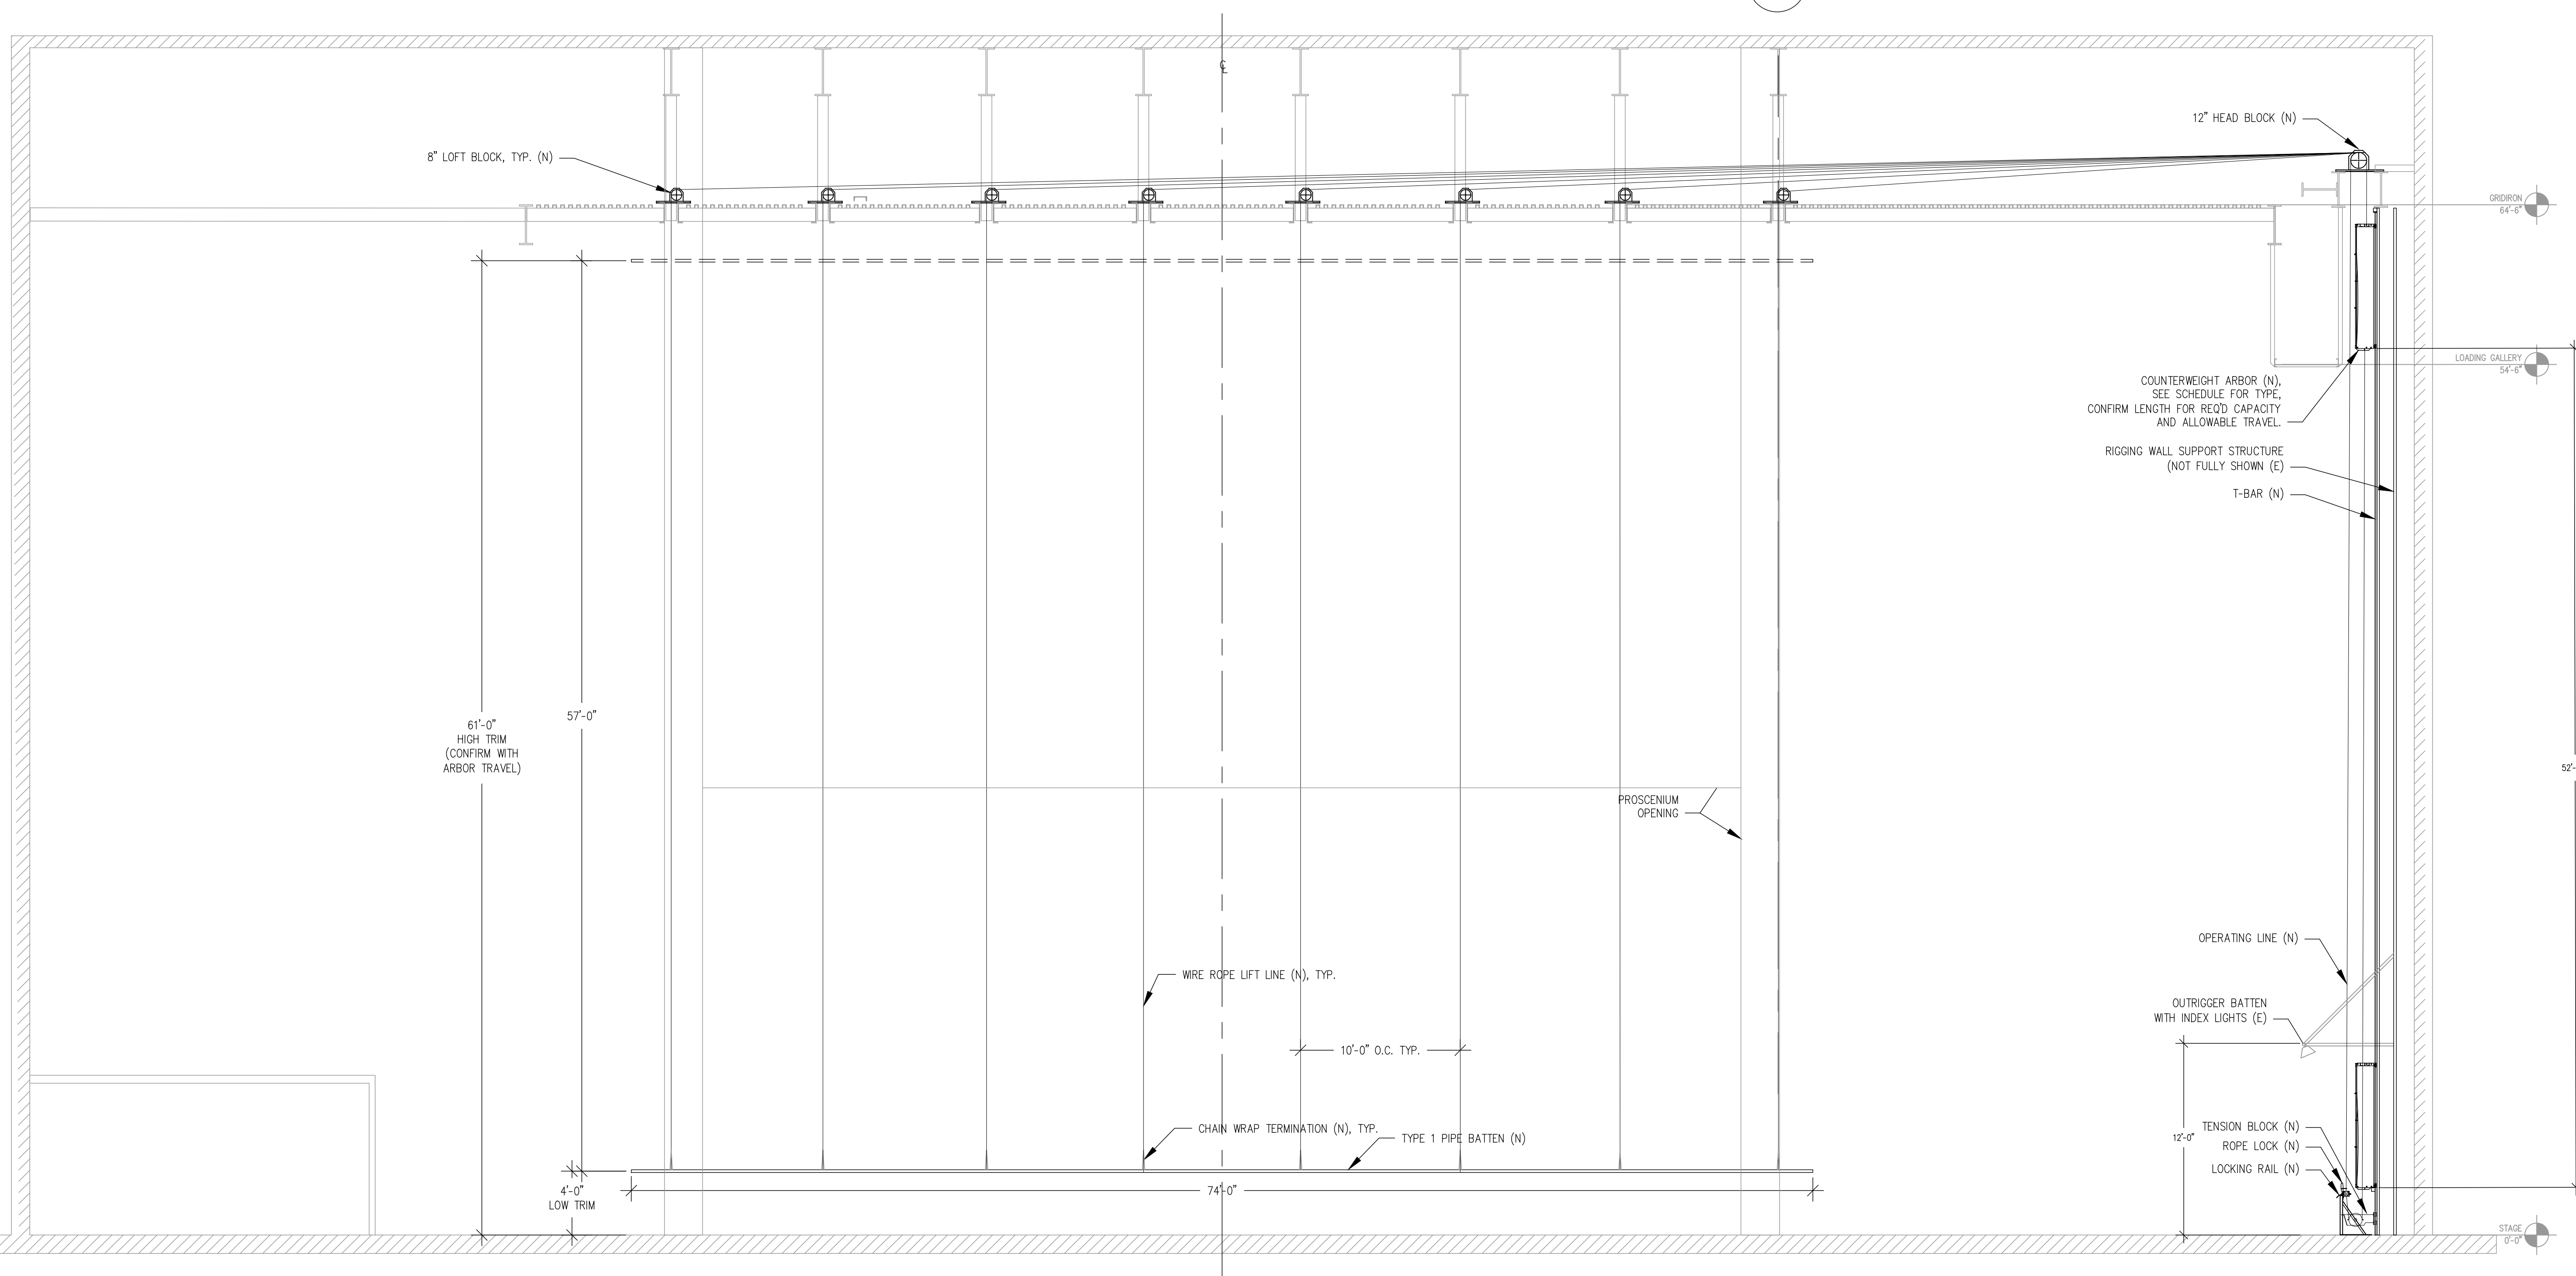 ℄
12" HEAD BLOCK (N)
8" LOFT BLOCK, TYP. (N)
GRIDIRON
64'-6"
LOADING GALLERY
54'-6"
COUNTERWEIGHT ARBOR (N),
SEE SCHEDULE FOR TYPE,
CONFIRM LENGTH FOR REQ'D CAPACITY
AND ALLOWABLE TRAVEL.
RIGGING WALL SUPPORT STRUCTURE
(NOT FULLY SHOWN (E)
T-BAR (N)
57'-0"
61'-0"
HIGH TRIM
(CONFIRM WITH
ARBOR TRAVEL)
52'-
PROSCENIUM
OPENING
OPERATING LINE (N)
WIRE ROPE LIFT LINE (N), TYP.
OUTRIGGER BATTEN
WITH INDEX LIGHTS (E)
10'-0" O.C. TYP.
CHAIN WRAP TERMINATION (N), TYP.
TYPE 1 PIPE BATTEN (N)
TENSION BLOCK (N)
12'-0"
ROPE LOCK (N)
LOCKING RAIL (N)
4'-0"
LOW TRIM
74'-0"
STAGE
0'-0"